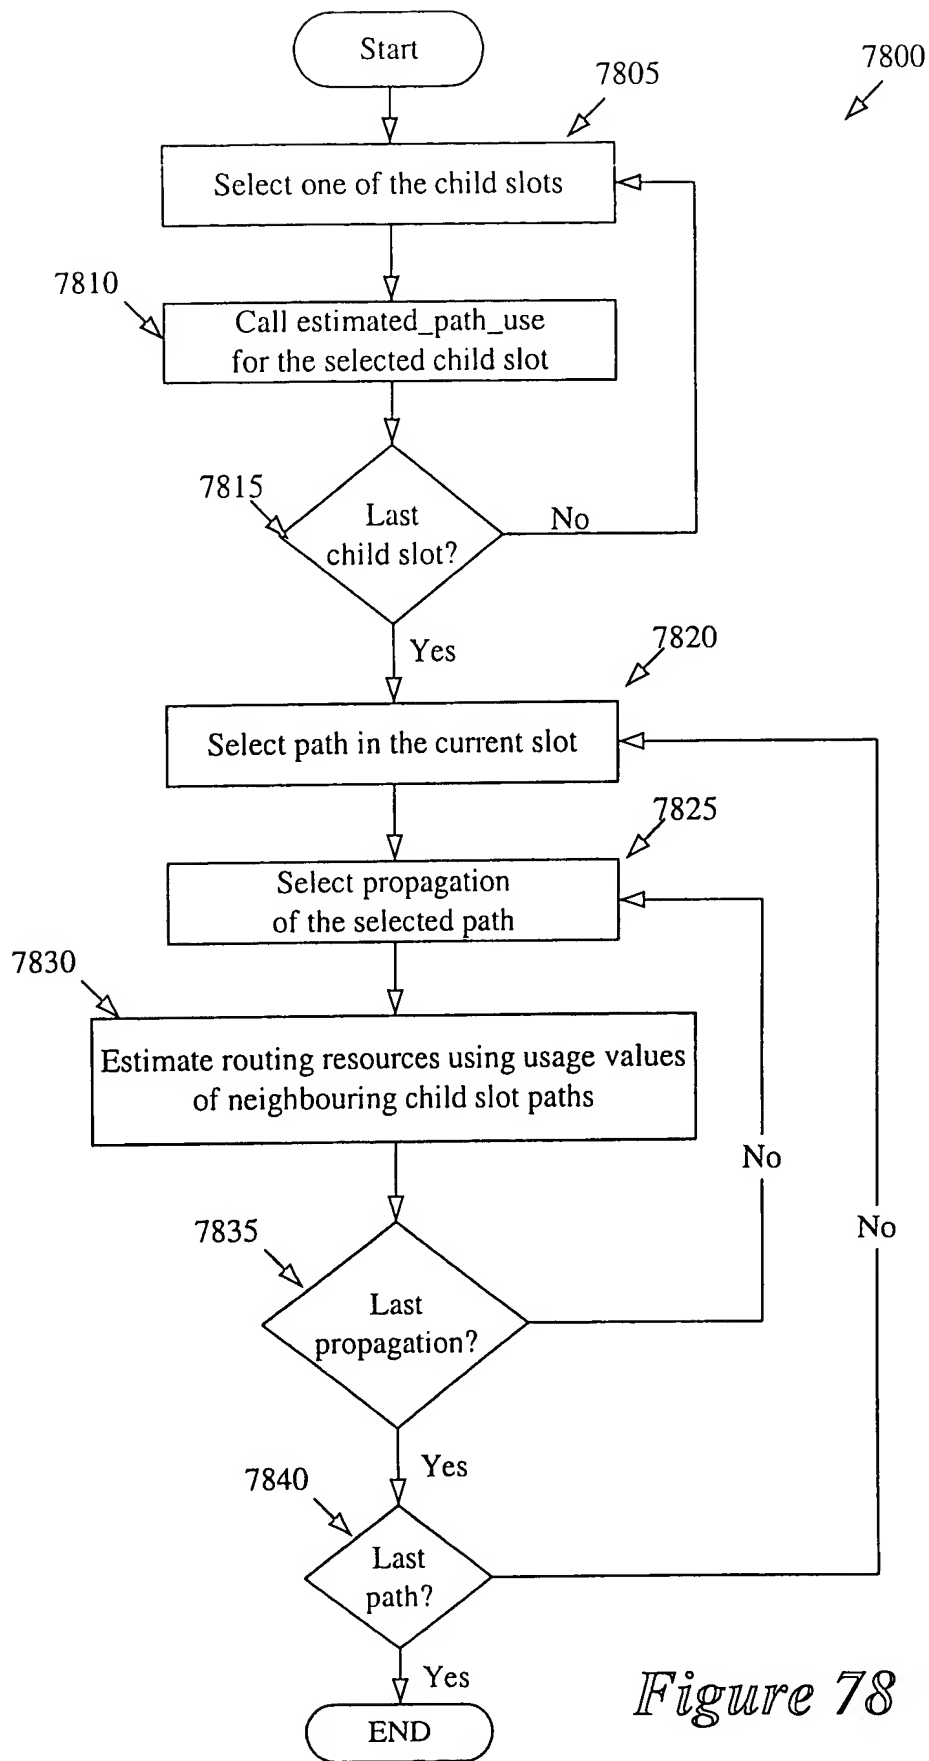 Start
7800
7805
Select one of the child slots
7810
Call estimated_path_use
for the selected child slot
7815
Last
child slot?
No
Yes
7820
Select path in the current slot
7825
Select propagation
of the selected path
7830
Estimate routing resources using usage values
of neighbouring child slot paths
No
No
7835
Last
propagation?
Yes
7840
Last
path?
Yes
END
Figure 78